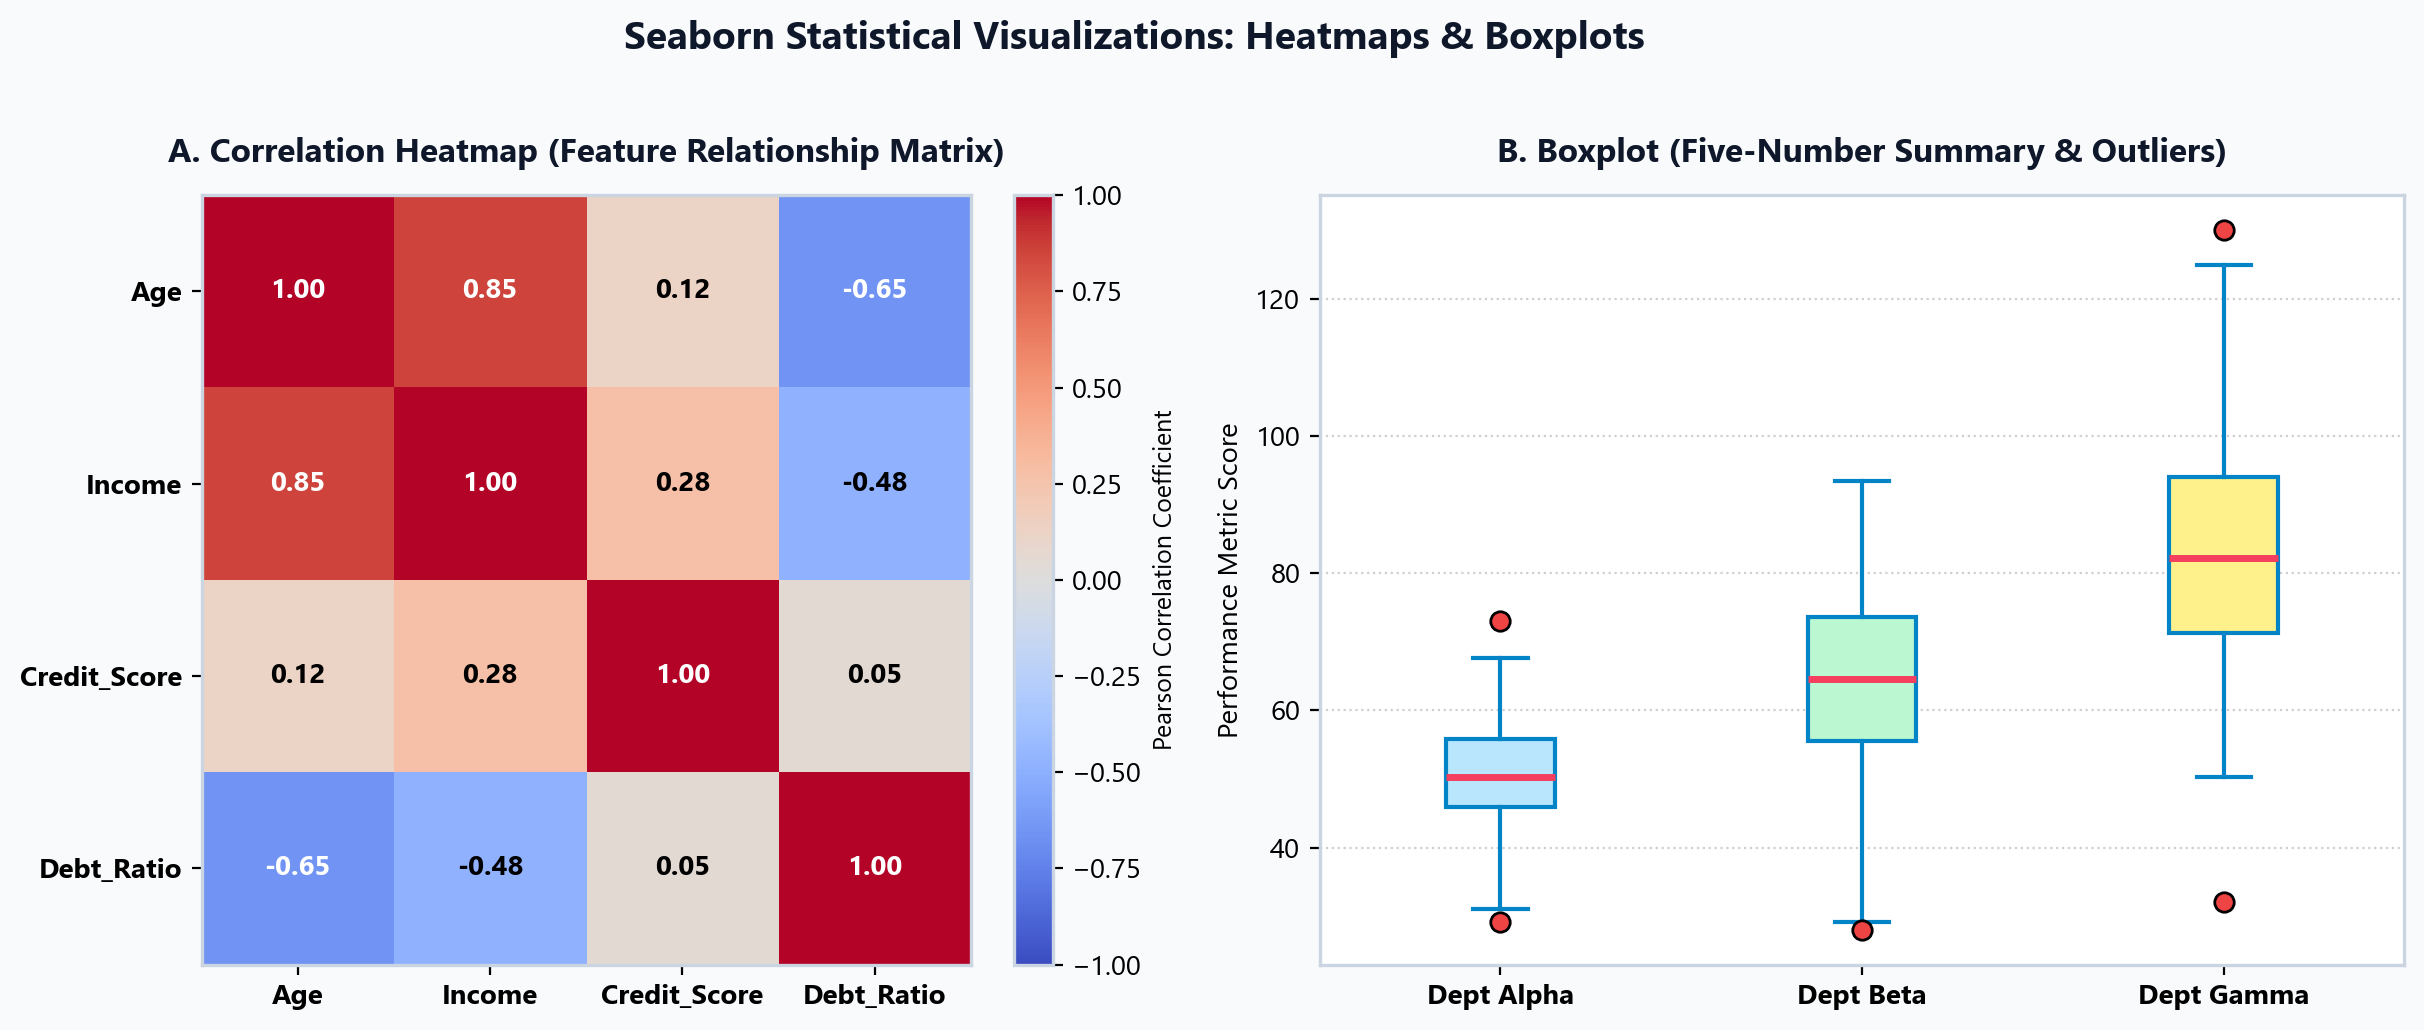 Seaborn Statistical Visualizations: Heatmaps & Boxplots
A. Correlation Heatmap (Feature Relationship Matrix)
Age
Income
Credit_Score
Debt_Ratio
1.00 0.85 0.12 -0.65
0.85 1.00 0.28 -0.48
0.12 0.28 1.00 0.05
-0.65 -0.48 0.05 1.00
Age Income Credit_Score Debt_Ratio
1.00
0.75
0.50
0.25
0.00
−0.25
−0.50
−0.75
−1.00
Pearson Correlation Coefficient
B. Boxplot (Five-Number Summary & Outliers)
Performance Metric Score
120
100
80
60
40
Dept Alpha Dept Beta Dept Gamma